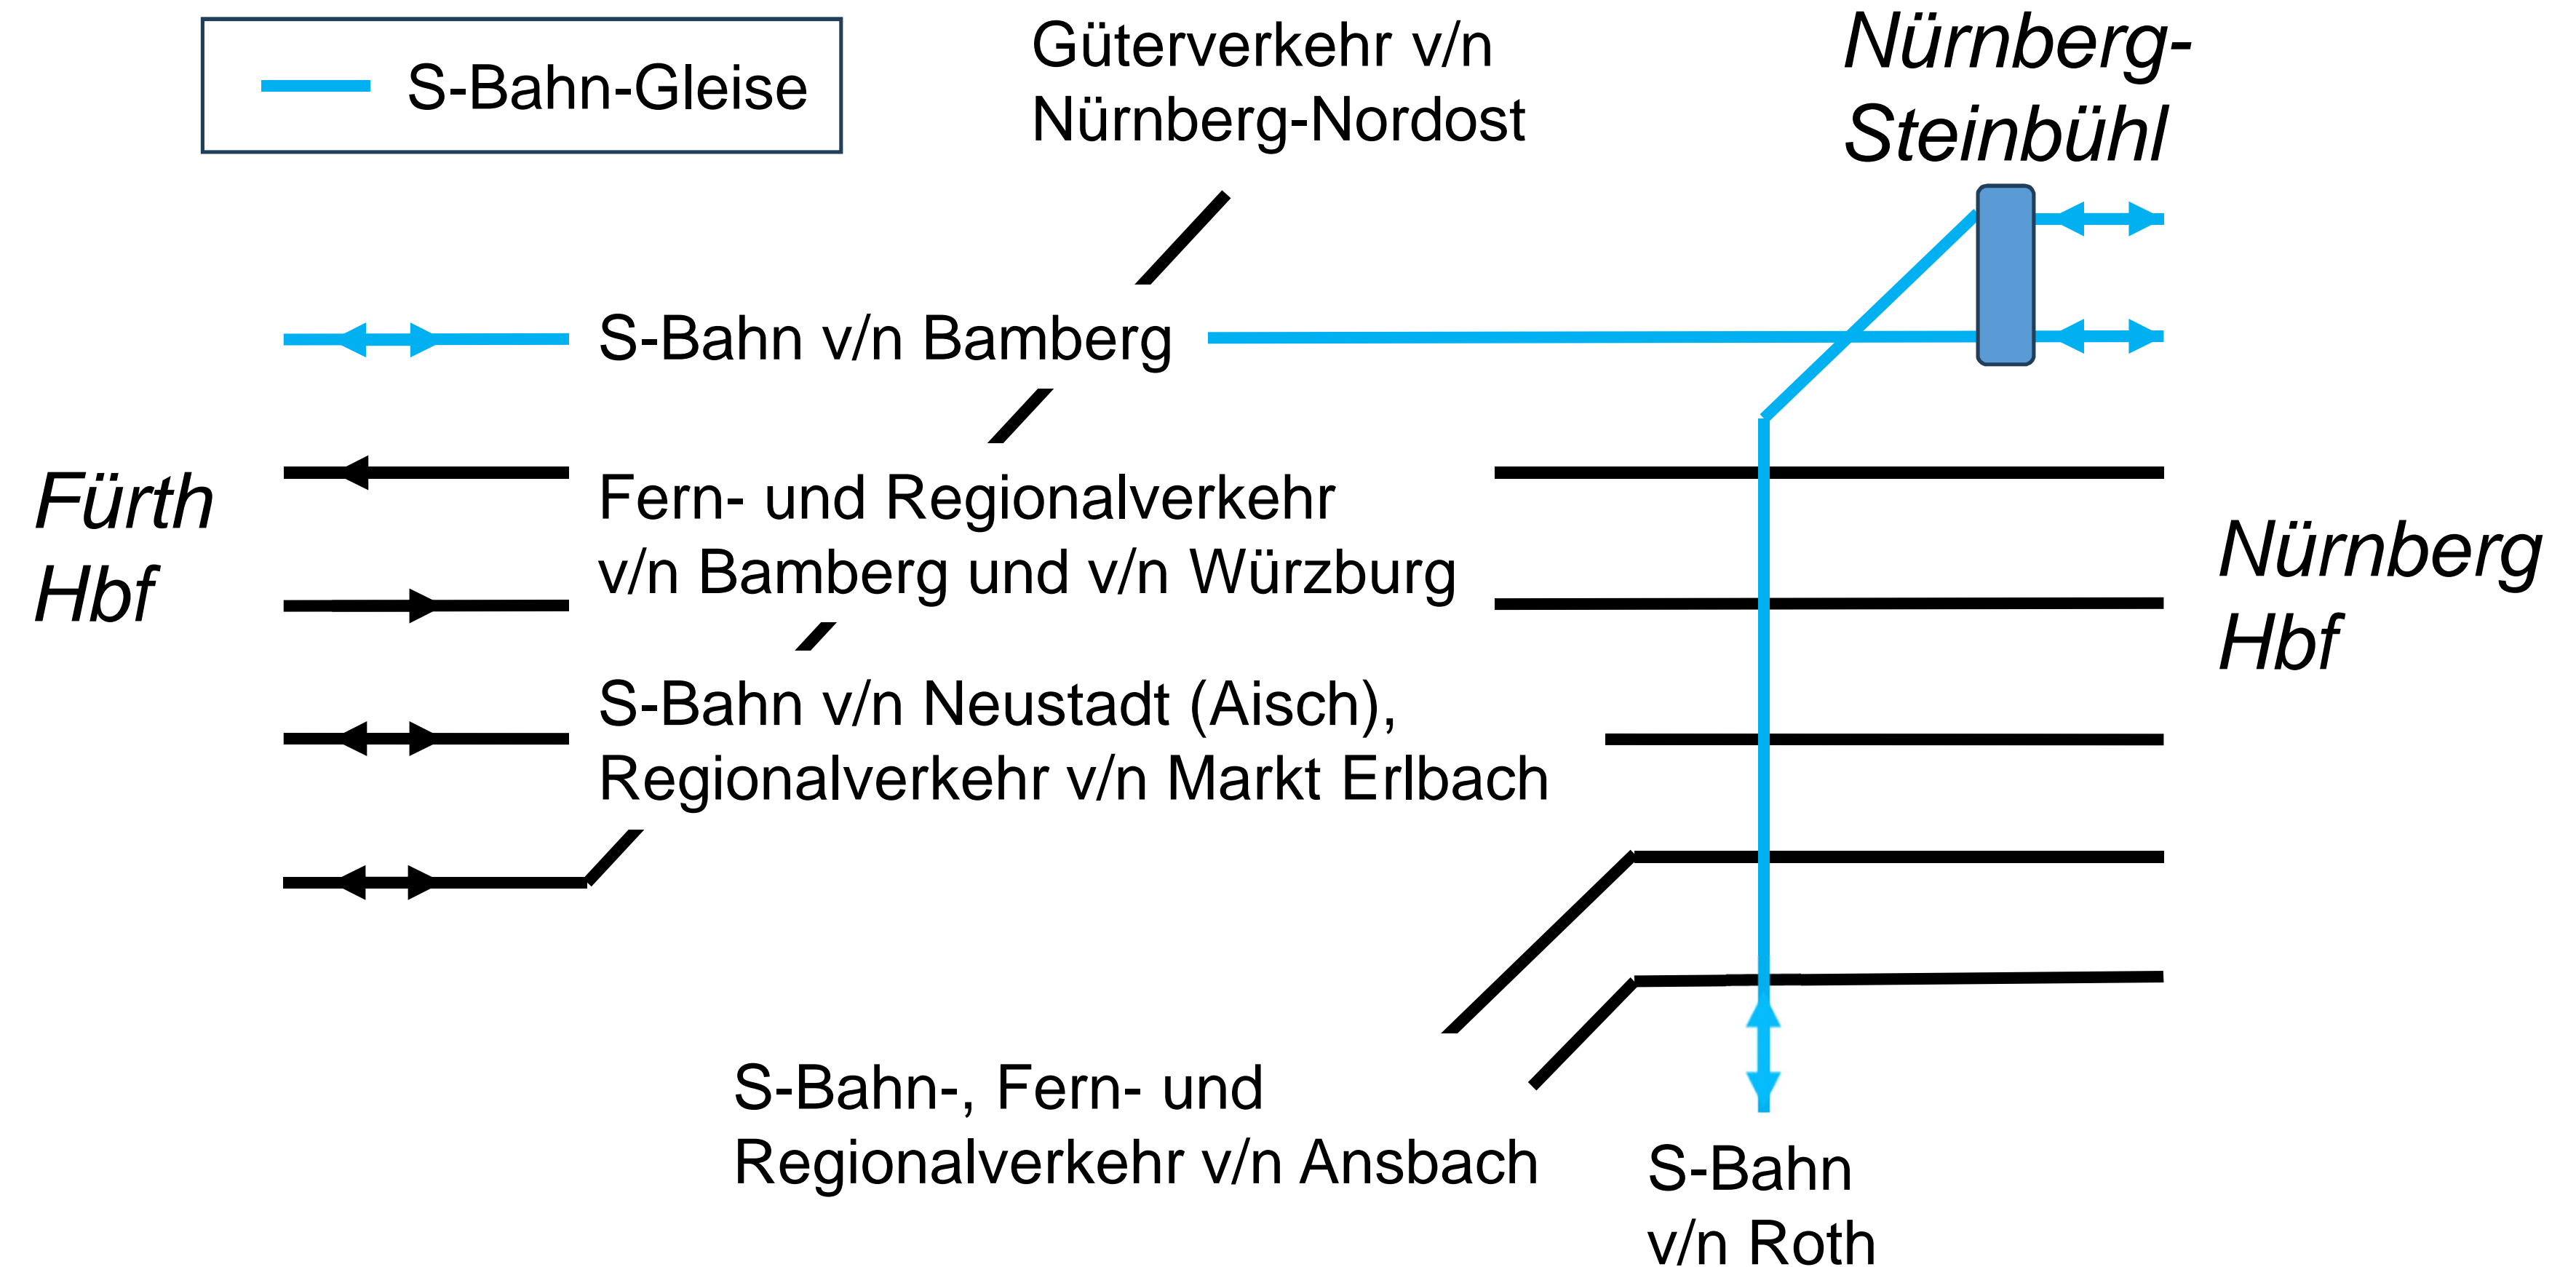 S-Bahn-Gleise
Güterverkehr v/n
Nürnberg-Nordost
Nürnberg-
Steinbühl
S-Bahn v/n Bamberg
Fürth
Hbf
Fern- und Regionalverkehr
v/n Bamberg und v/n Würzburg
Nürnberg
Hbf
S-Bahn v/n Neustadt (Aisch),
Regionalverkehr v/n Markt Erlbach
S-Bahn-, Fern- und
Regionalverkehr v/n Ansbach
S-Bahn
v/n Roth